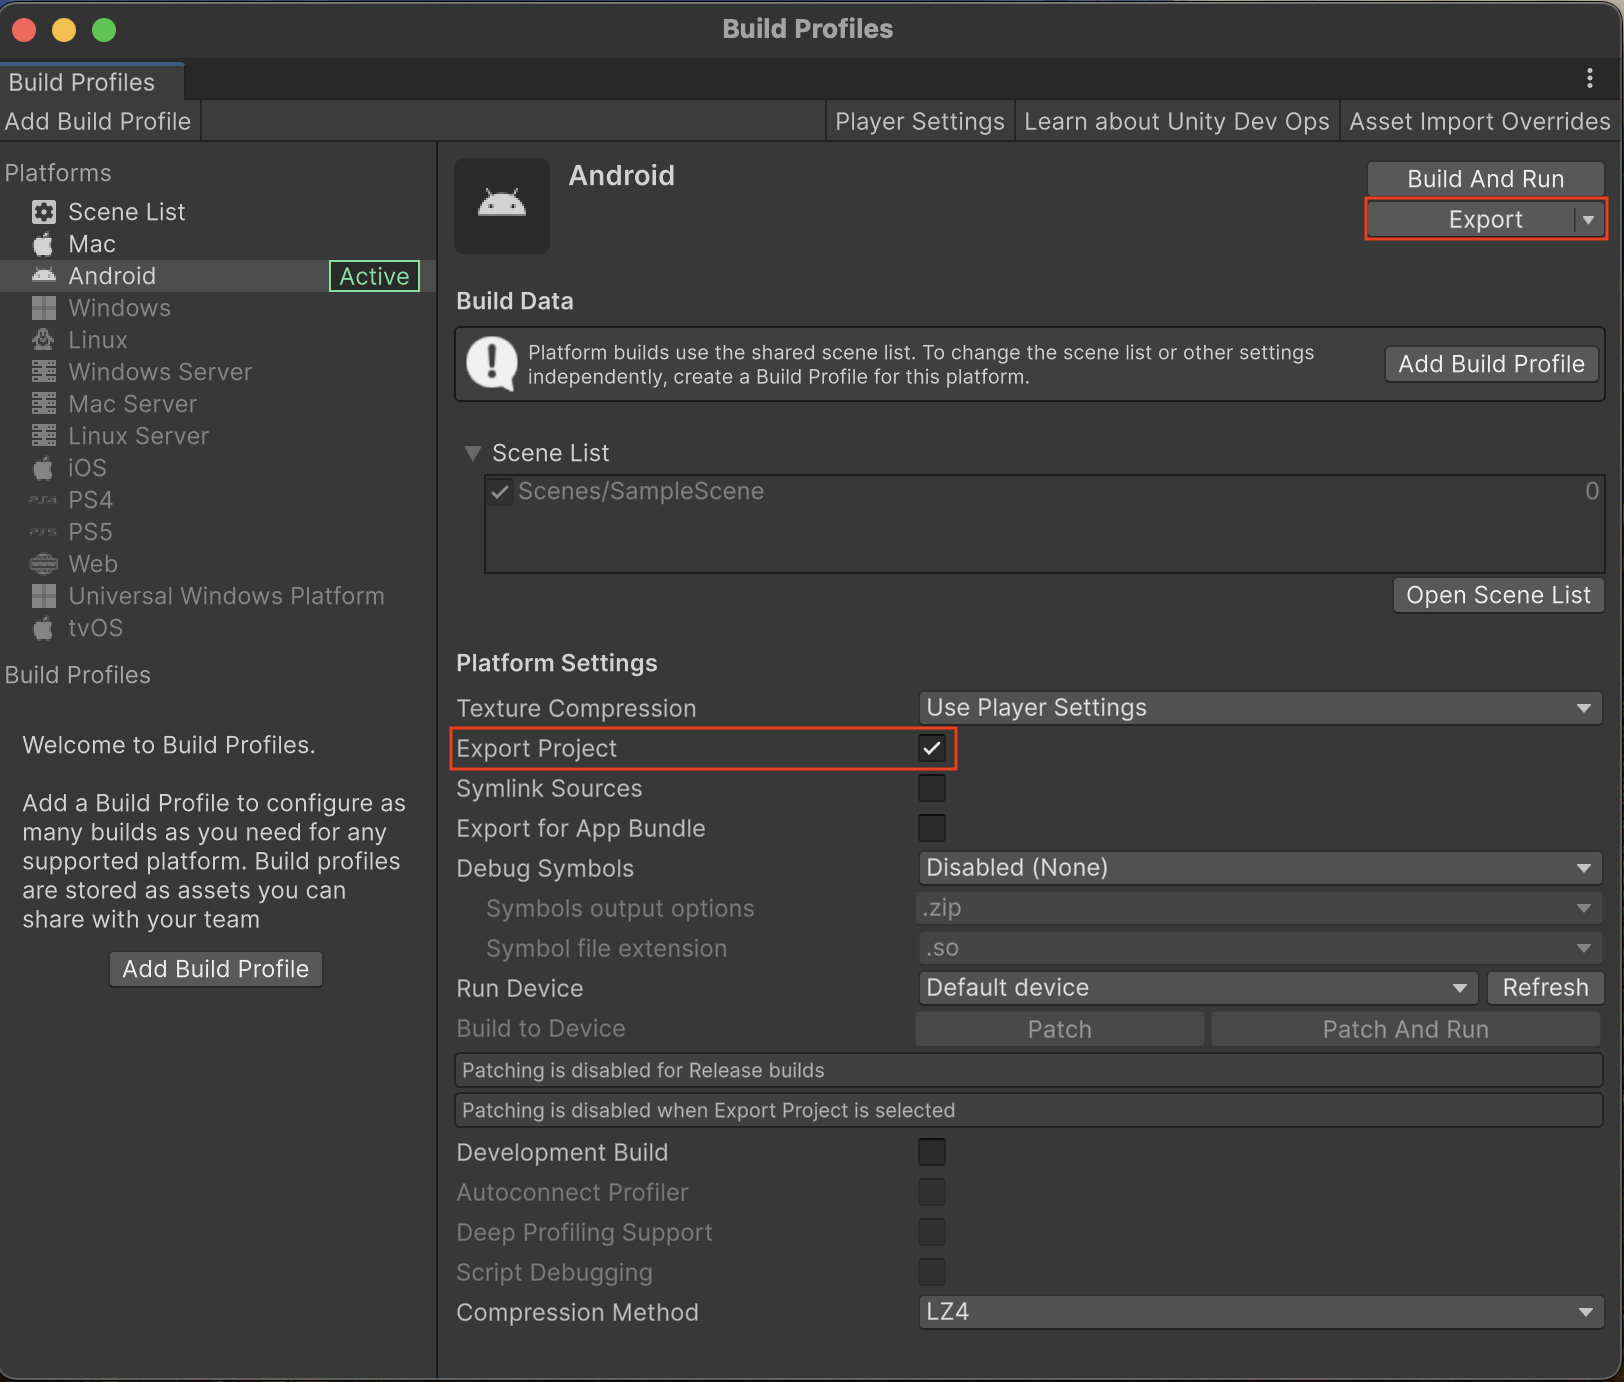 Build Profiles
Build Profiles
Add Build Profile
Player Settings
Learn about Unity Dev Ops
Asset Import Overrides
Platforms
Scene List
Mac
Android
Active
Windows
Linux
Windows Server
Mac Server
Linux Server
iOS
PS4
PS4
PS5
PS5
Web
Universal Windows Platform
tvOS
Build Profiles
Welcome to Build Profiles.
Add a Build Profile to configure as
many builds as you need for any
supported platform. Build profiles
are stored as assets you can
share with your team
Add Build Profile
Android
Build And Run
Export
Build Data
Platform builds use the shared scene list. To change the scene list or other settings
independently, create a Build Profile for this platform.
Add Build Profile
Scene List
Scenes/SampleScene 0
Open Scene List
Platform Settings
Texture Compression Use Player Settings
Export Project
Symlink Sources
Export for App Bundle
Debug Symbols Disabled (None)
Symbols output options .zip
Symbol file extension .so
Run Device Default device Refresh
Build to Device Patch Patch And Run
Patching is disabled for Release builds
Patching is disabled when Export Project is selected
Development Build
Autoconnect Profiler
Deep Profiling Support
Script Debugging
Compression Method LZ4